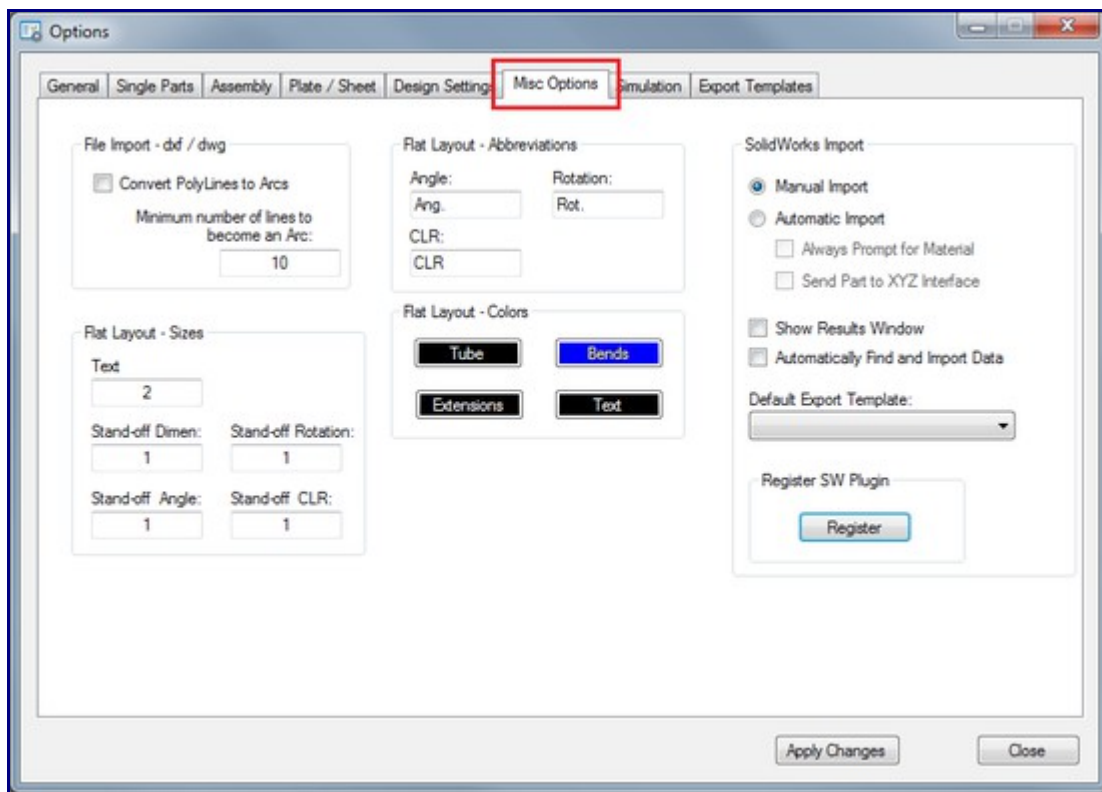 Options
General Single Parts Assembly Plate / Sheet Design Settings Misc Options Simulation Export Templates
File Import - dxf / dwg
Convert PolyLines to Arcs
Minimum number of lines to
become an Arc:
10
Flat Layout - Sizes
Text
2
Stand-off Dimen: Stand-off Rotation:
1 1
Stand-off Angle: Stand-off CLR:
1 1
Flat Layout - Abbreviations
Angle: Rotation:
Ang. Rot.
CLR:
CLR
Flat Layout - Colors
Tube Bends
Extensions Text
SolidWorks Import
Manual Import
Automatic Import
Always Prompt for Material
Send Part to XYZ Interface
Show Results Window
Automatically Find and Import Data
Default Export Template:
Register SW Plugin
Register
Apply Changes Close